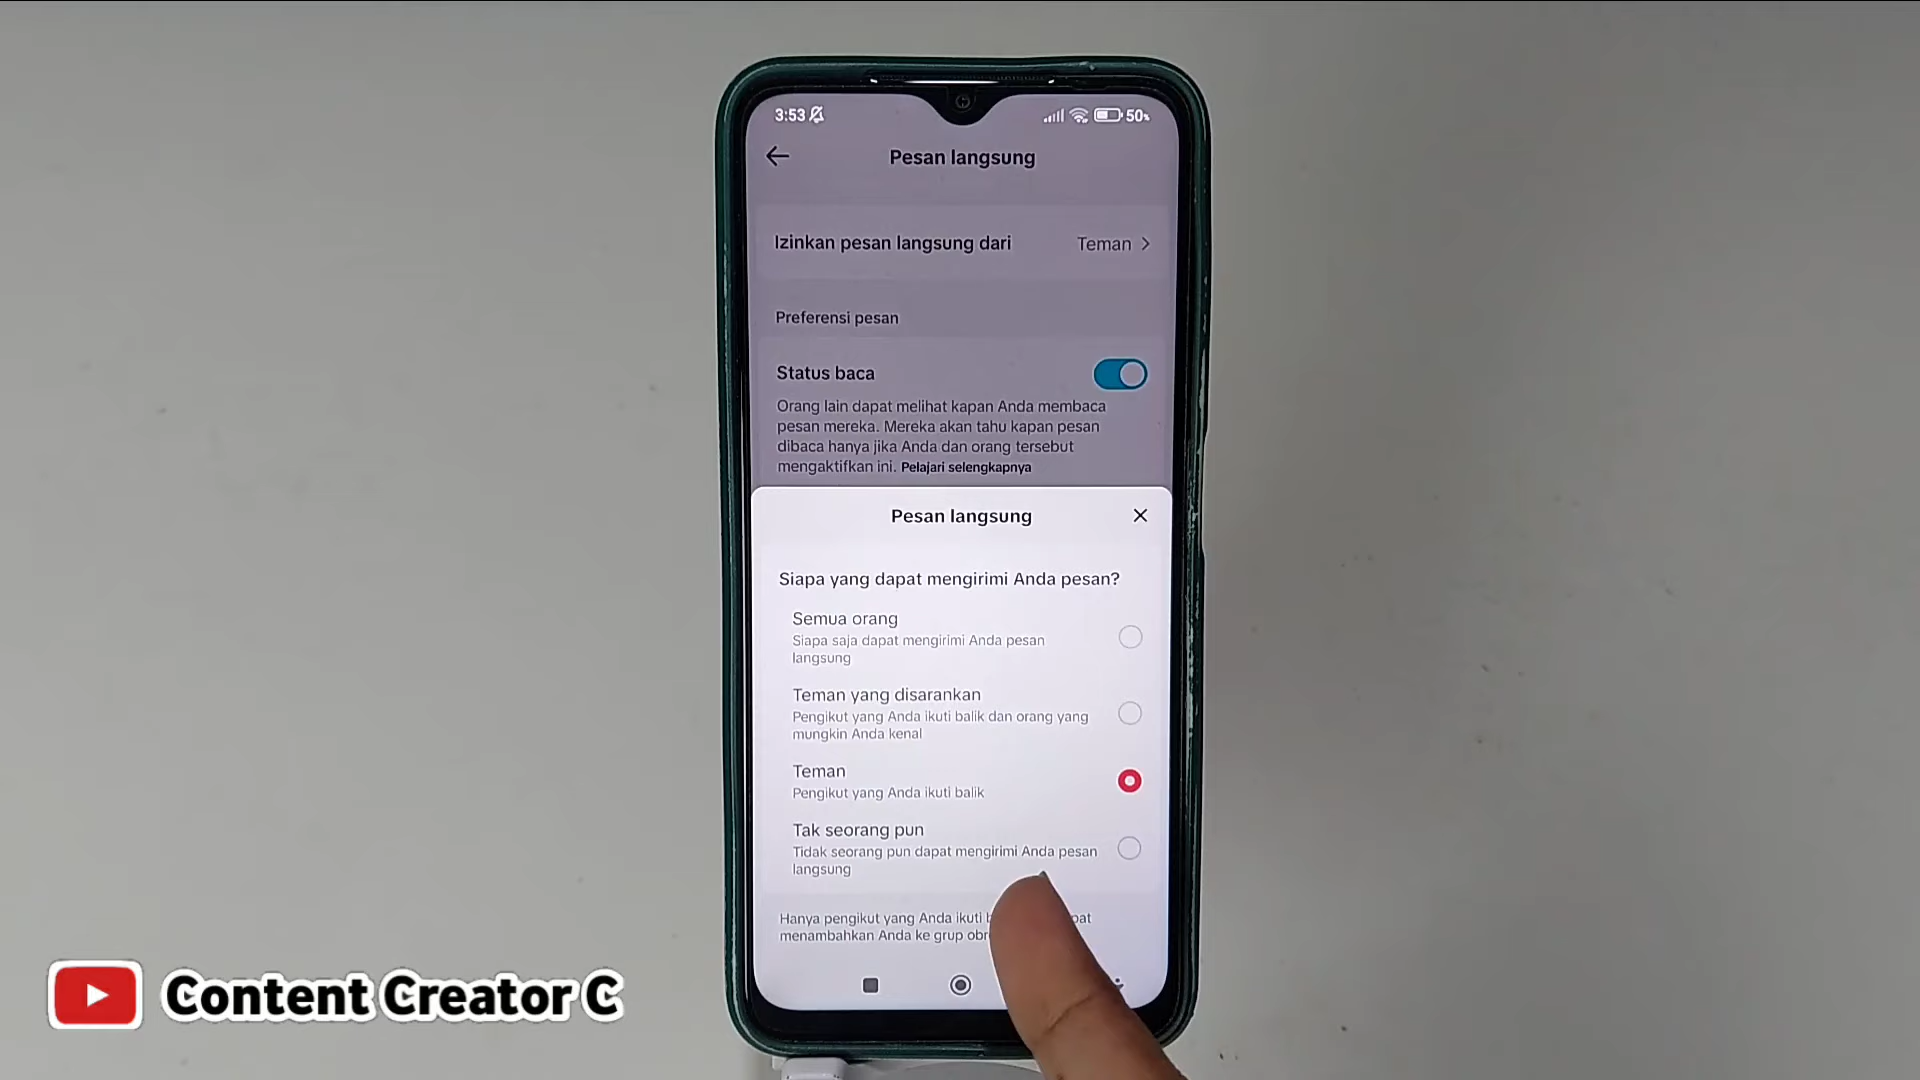 3:53
50%
Pesan langsung
Izinkan pesan langsung dari Teman
Preferensi pesan
Status baca
Orang lain dapat melihat kapan Anda membaca
pesan mereka. Mereka akan tahu kapan pesan
dibaca hanya jika Anda dan orang tersebut
mengaktifkan ini. Pelajari selengkapnya
Pesan langsung
Siapa yang dapat mengirimi Anda pesan?
Semua orang
Siapa saja dapat mengirimi Anda pesan
langsung
Teman yang disarankan
Pengikut yang Anda ikuti balik dan orang yang
mungkin Anda kenal
Teman
Pengikut yang Anda ikuti balik
Tak seorang pun
Tidak seorang pun dapat mengirimi Anda pesan
langsung
Hanya pengikut yang Anda ikuti
menambahkan Anda ke grup
Content Creator C